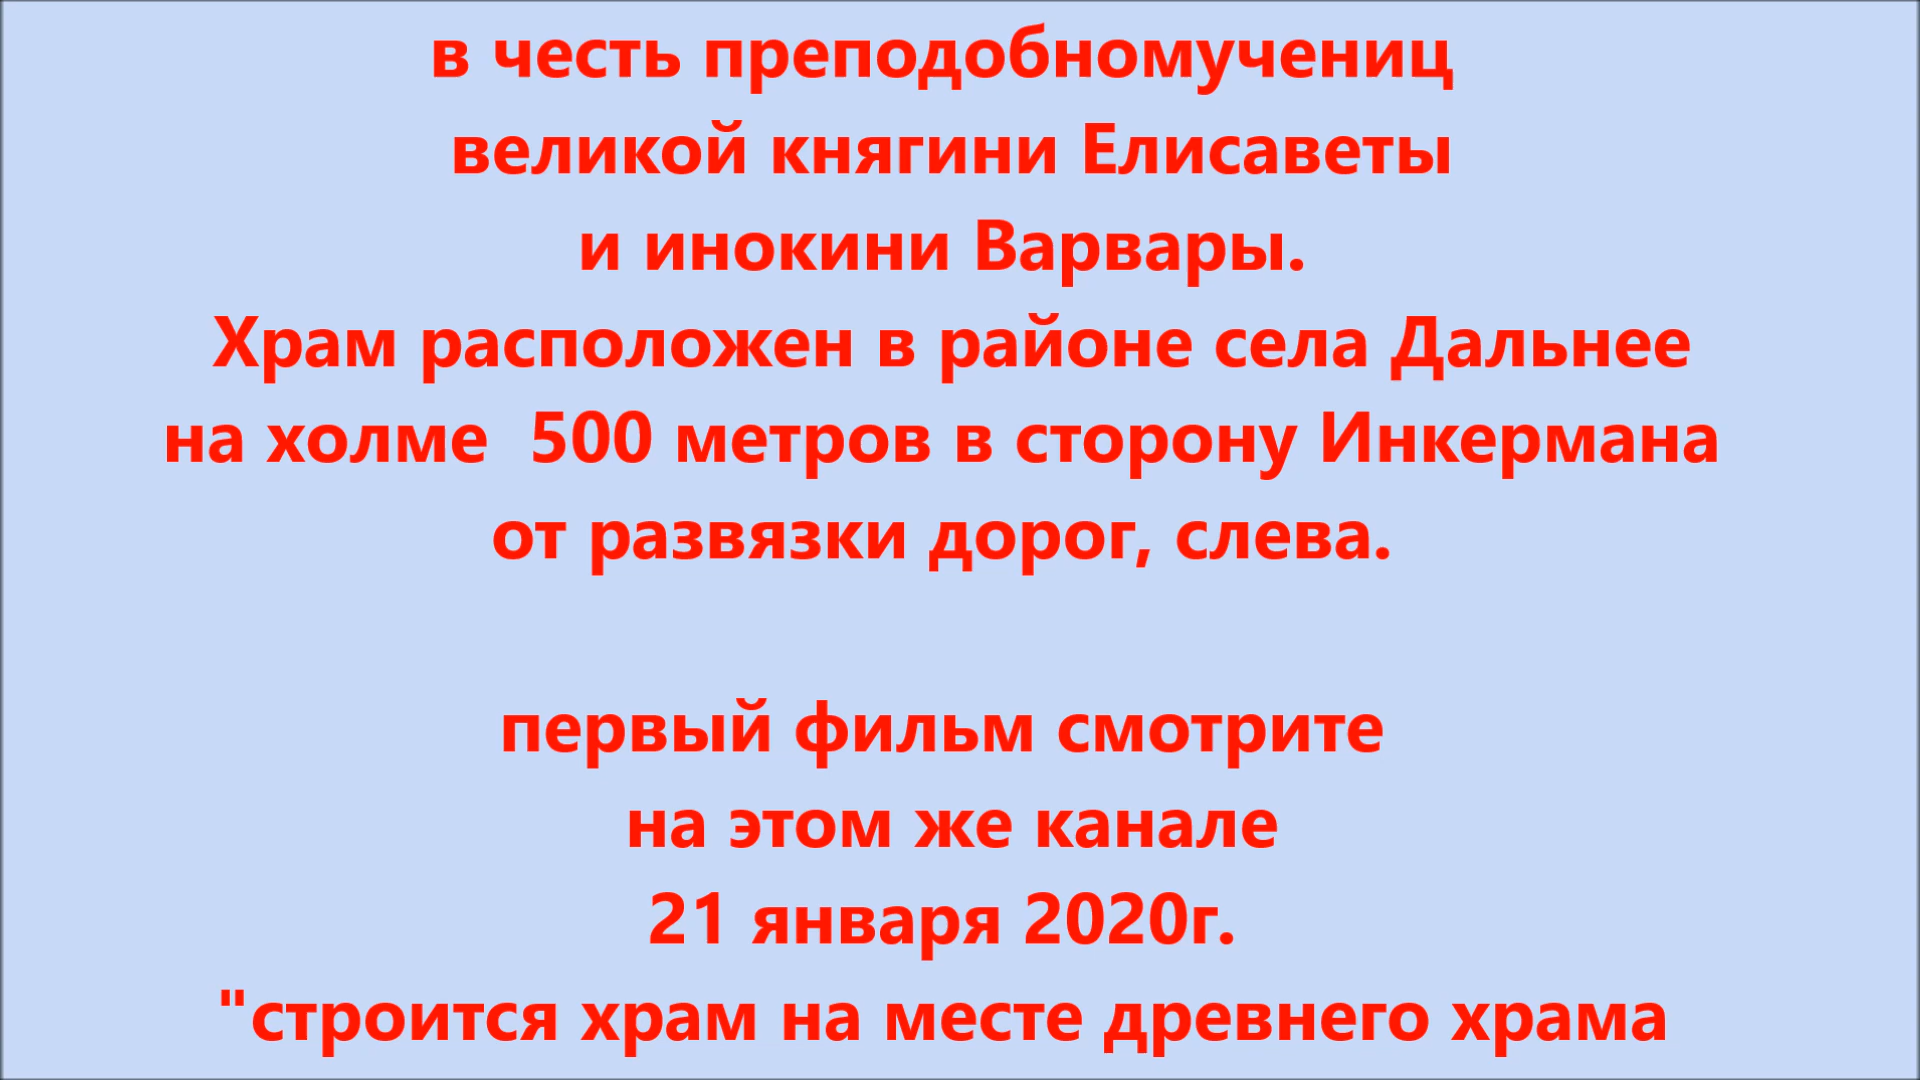 в честь преподобномучениц
великой княгини Елисаветы
и инокини Варвары.
Храм расположен в районе села Дальнее
на холме  500 метров в сторону Инкермана
от развязки дорог, слева.
первый фильм смотрите
на этом же канале
21 января 2020г.
"строится храм на месте древнего храма